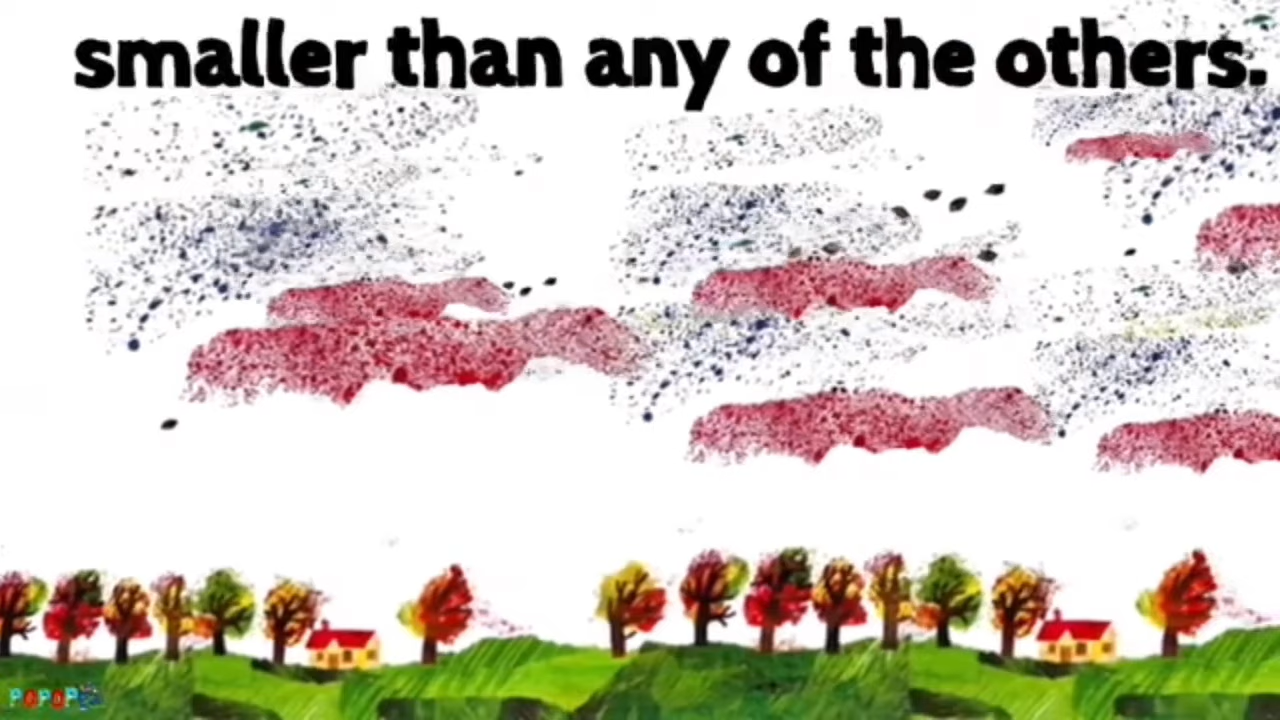 smaller than any of the others.